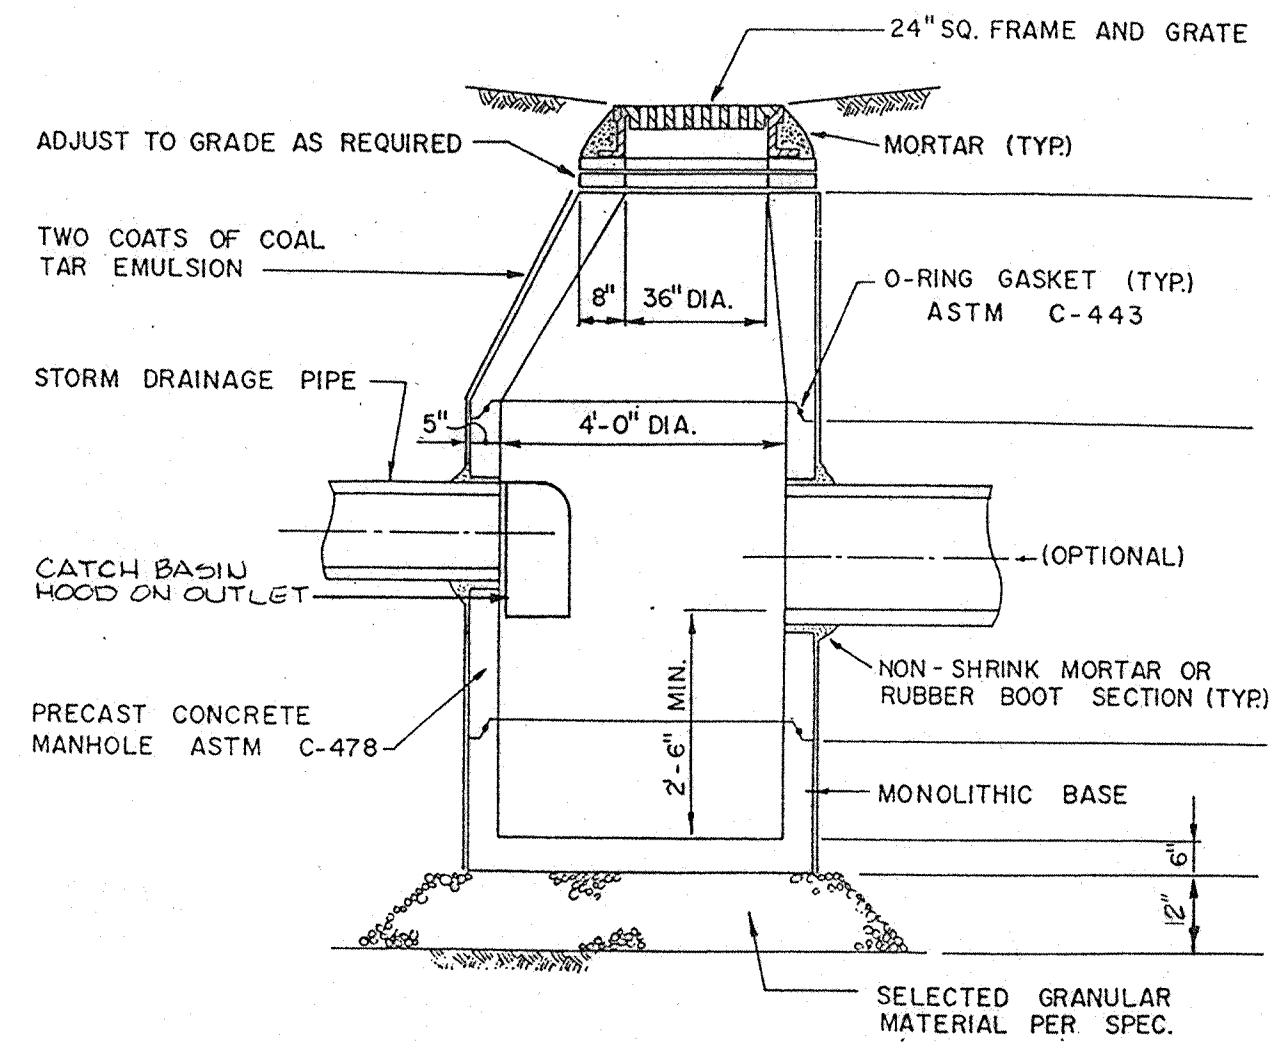 24" SQ. FRAME AND GRATE
ADJUST TO GRADE AS REQUIRED
MORTAR (TYP.)
TWO COATS OF COAL
TAR EMULSION
O-RING GASKET (TYP.)
ASTM C-443
8"
36" DIA.
STORM DRAINAGE PIPE
5"
4'-0" DIA.
CATCH BASIN
HOOD ON OUTLET
(OPTIONAL)
NON-SHRINK MORTAR OR
RUBBER BOOT SECTION (TYP.)
PRECAST CONCRETE
MANHOLE ASTM C-478
2'-6" MIN.
MONOLITHIC BASE
6"
12"
SELECTED GRANULAR
MATERIAL PER SPEC.